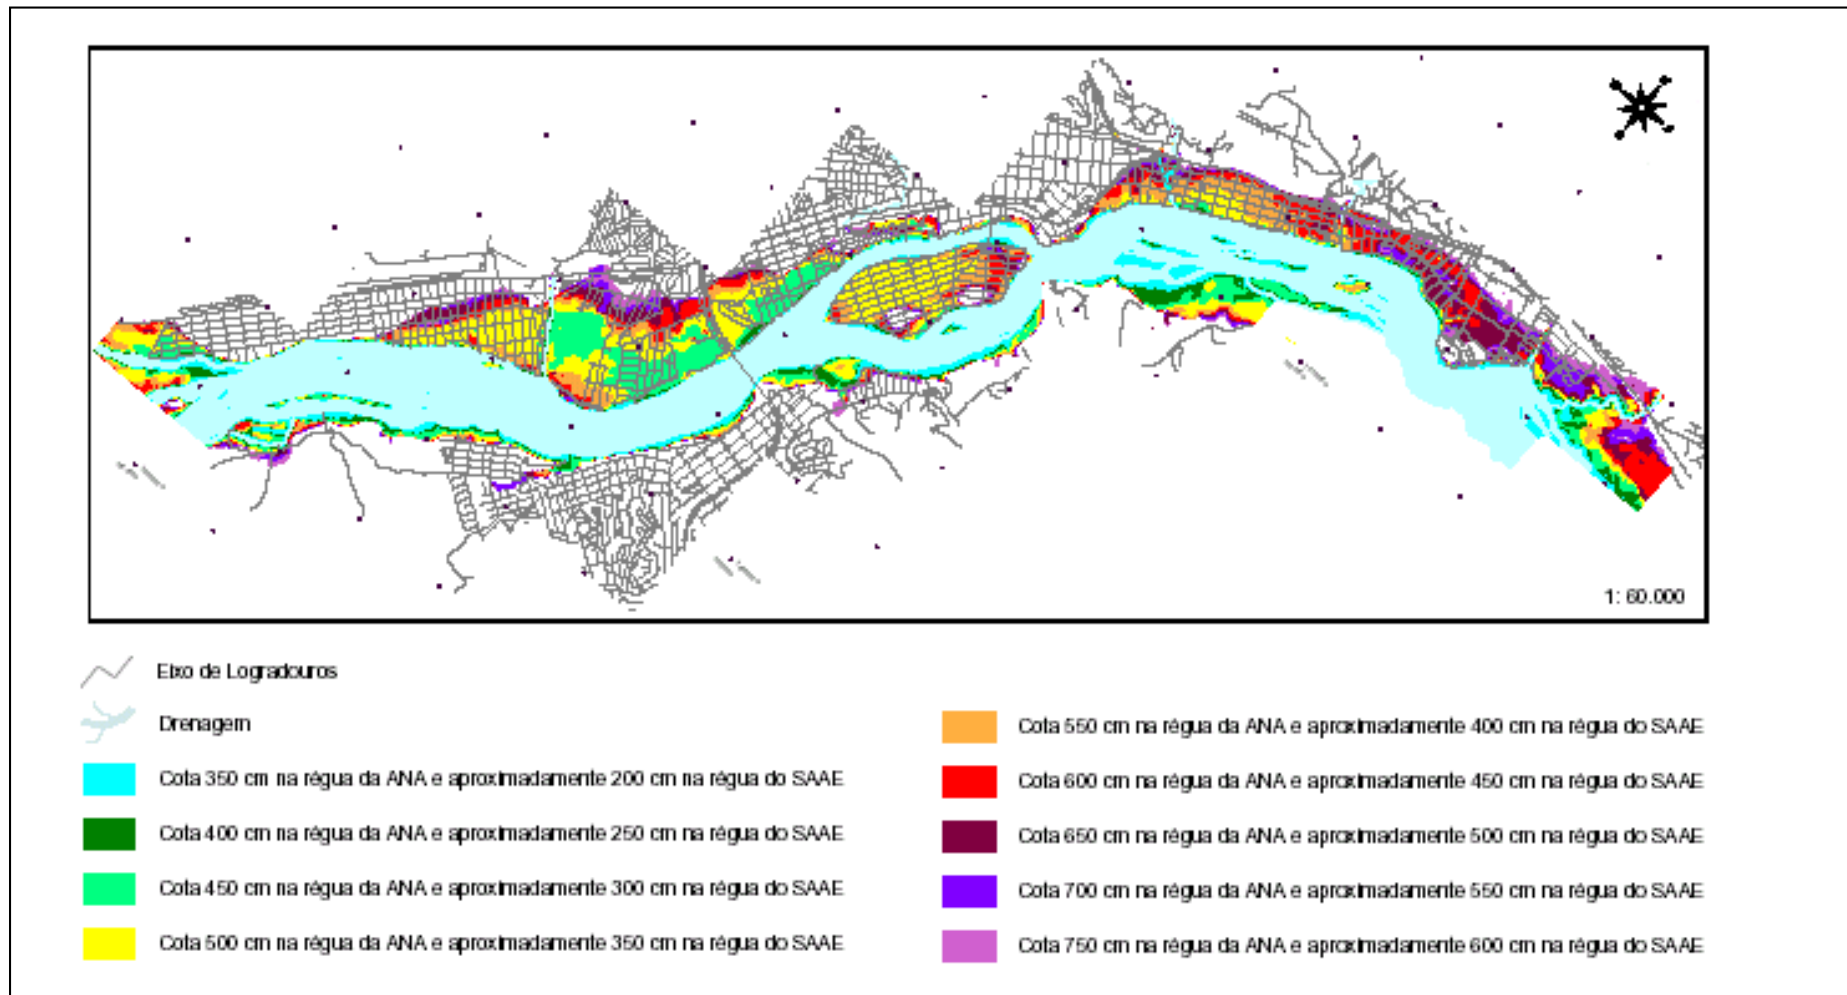 1: 60.000
Eixo de Logradouros
Drenagem
Cota 350 cm na régua da ANA e aproximadamente 200 cm na régua do SAAE
Cota 400 cm na régua da ANA e aproximadamente 250 cm na régua do SAAE
Cota 450 cm na régua da ANA e aproximadamente 300 cm na régua do SAAE
Cota 500 cm na régua da ANA e aproximadamente 350 cm na régua do SAAE
Cota 550 cm na régua da ANA e aproximadamente 400 cm na régua do SAAE
Cota 600 cm na régua da ANA e aproximadamente 450 cm na régua do SAAE
Cota 650 cm na régua da ANA e aproximadamente 500 cm na régua do SAAE
Cota 700 cm na régua da ANA e aproximadamente 550 cm na régua do SAAE
Cota 750 cm na régua da ANA e aproximadamente 600 cm na régua do SAAE